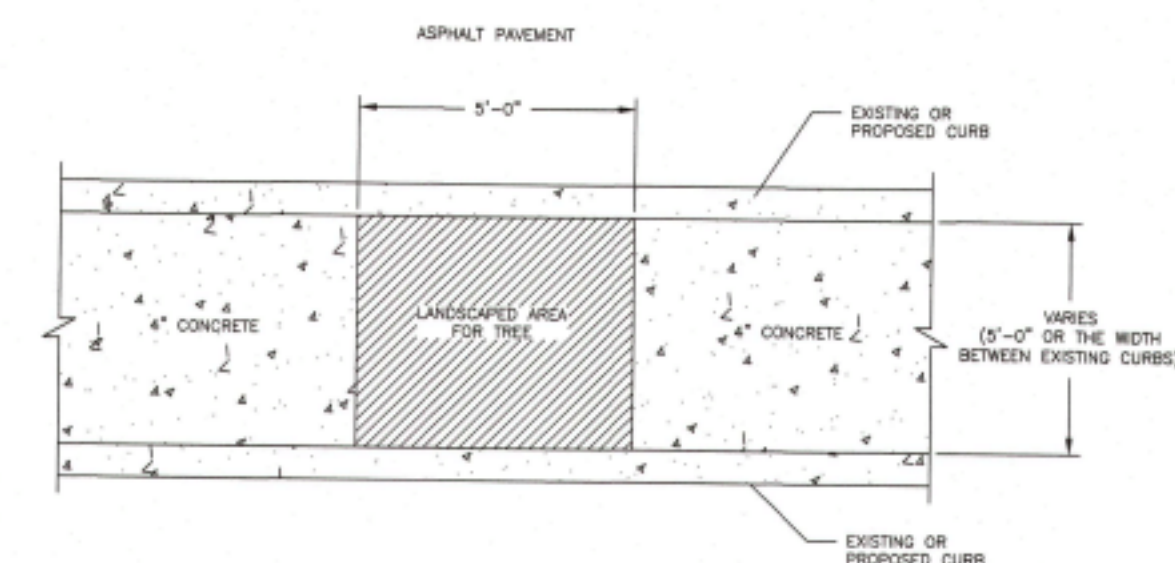 ASPHALT PAVEMENT
5'-0"
EXISTING OR
PROPOSED CURB
4" CONCRETE
LANDSCAPED AREA
FOR TREE
4" CONCRETE
VARIES
(5'-0" OR THE WIDTH
BETWEEN EXISTING CURBS)
EXISTING OR
PROPOSED CURB